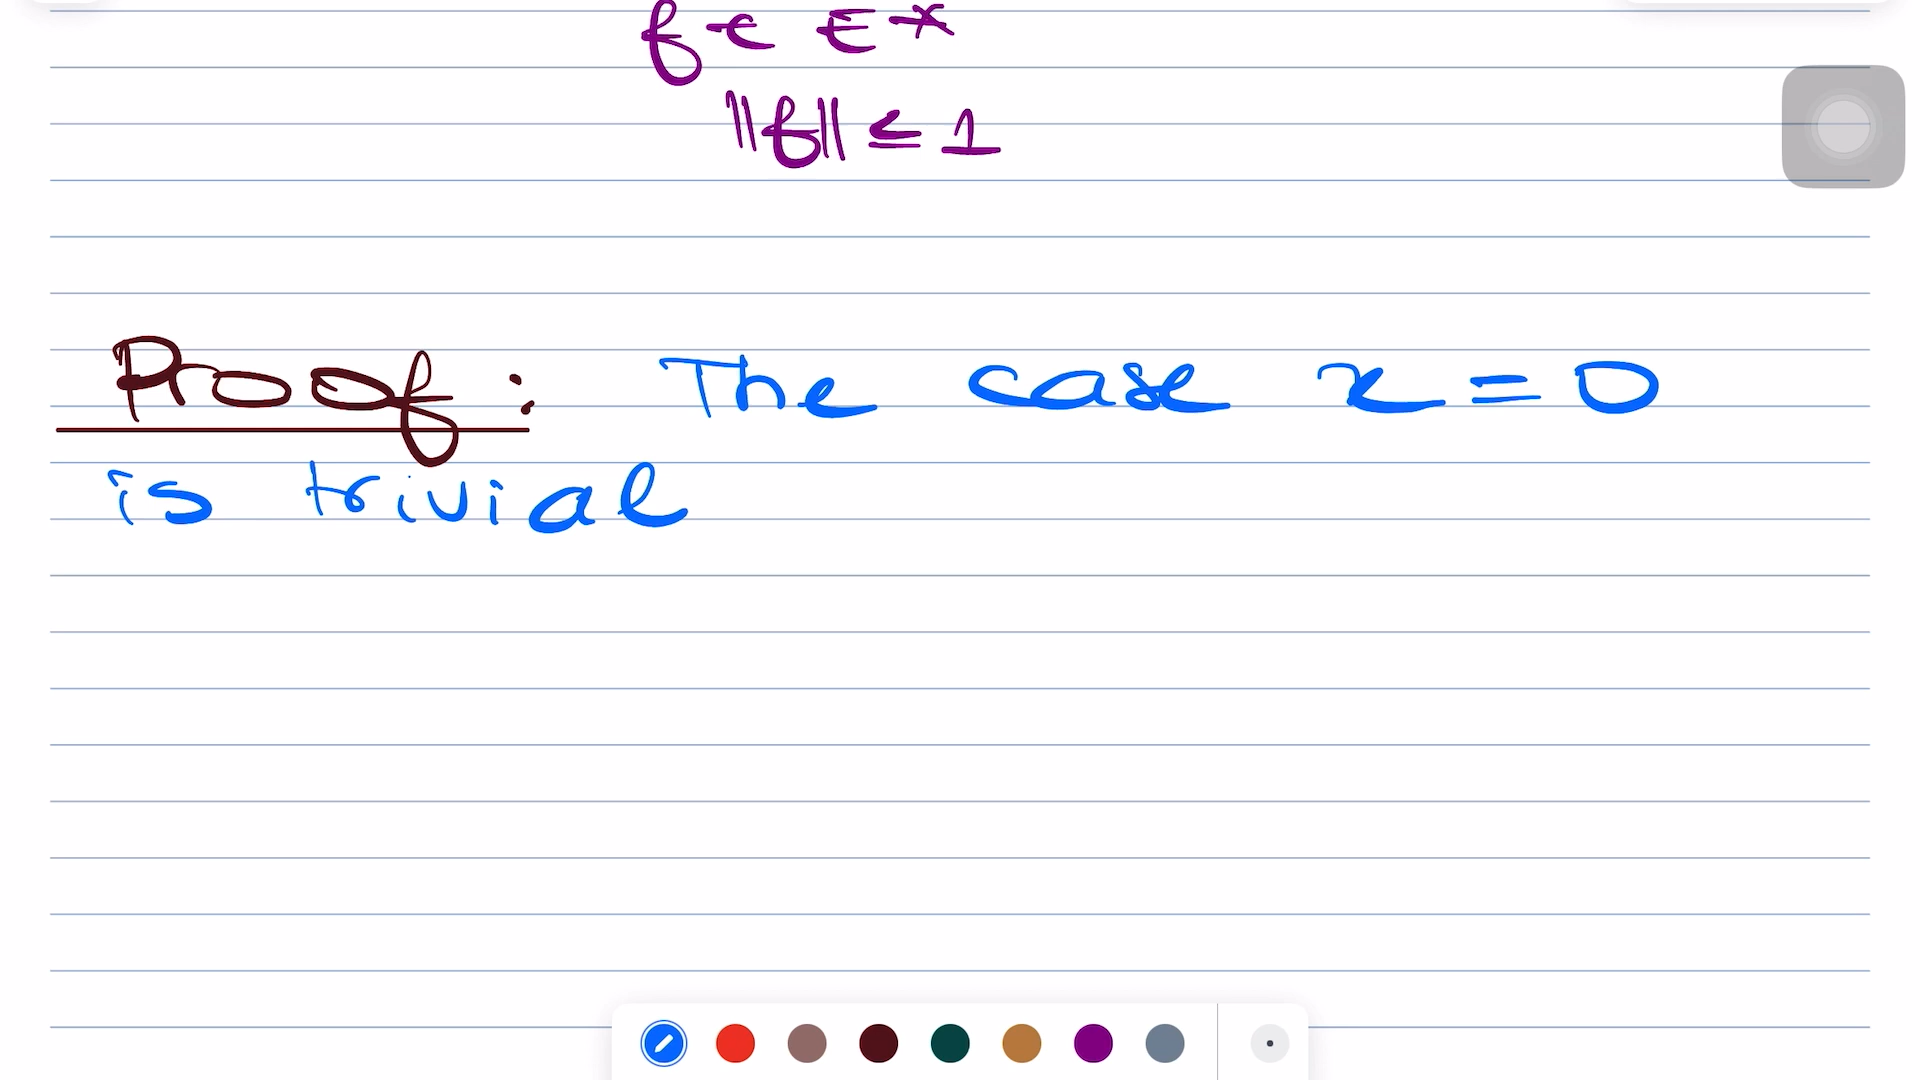 f ∈ E*
||f|| ≤ 1
Proof: The case x = 0
is trivial